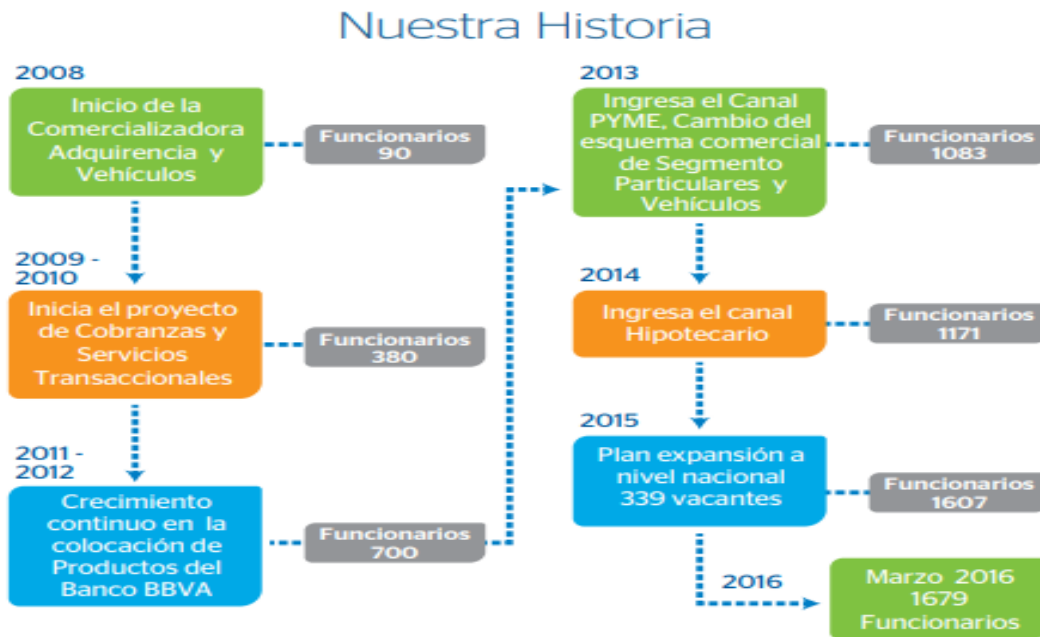 Nuestra Historia
2008
Inicio de la
Comercializadora
Adquirencia y
Vehículos
Funcionarios
90
2009 -
2010
Inicia el proyecto
de Cobranzas y
Servicios
Transaccionales
Funcionarios
380
2011 -
2012
Crecimiento
continuo en la
colocación de
Productos del
Banco BBVA
Funcionarios
700
2013
Ingresa el Canal
PYME, Cambio del
esquema comercial
de Segmento
Particulares y
Vehículos
Funcionarios
1083
2014
Ingresa el canal
Hipotecario
Funcionarios
1171
2015
Plan expansión a
nivel nacional
339 vacantes
Funcionarios
1607
2016
Marzo 2016
1679
Funcionarios